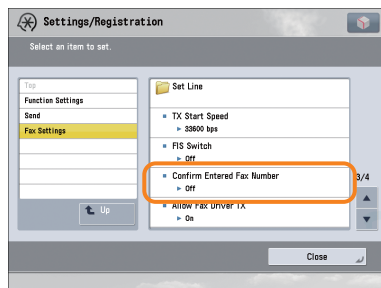 Settings/Registration
Select an item to set.
Top
Function Settings
Send
Fax Settings
Up
Set Line
TX Start Speed
33600 bps
FIS Switch
Off
Confirm Entered Fax Number
Off
Allow Fax Driver TX
On
3/4
Close